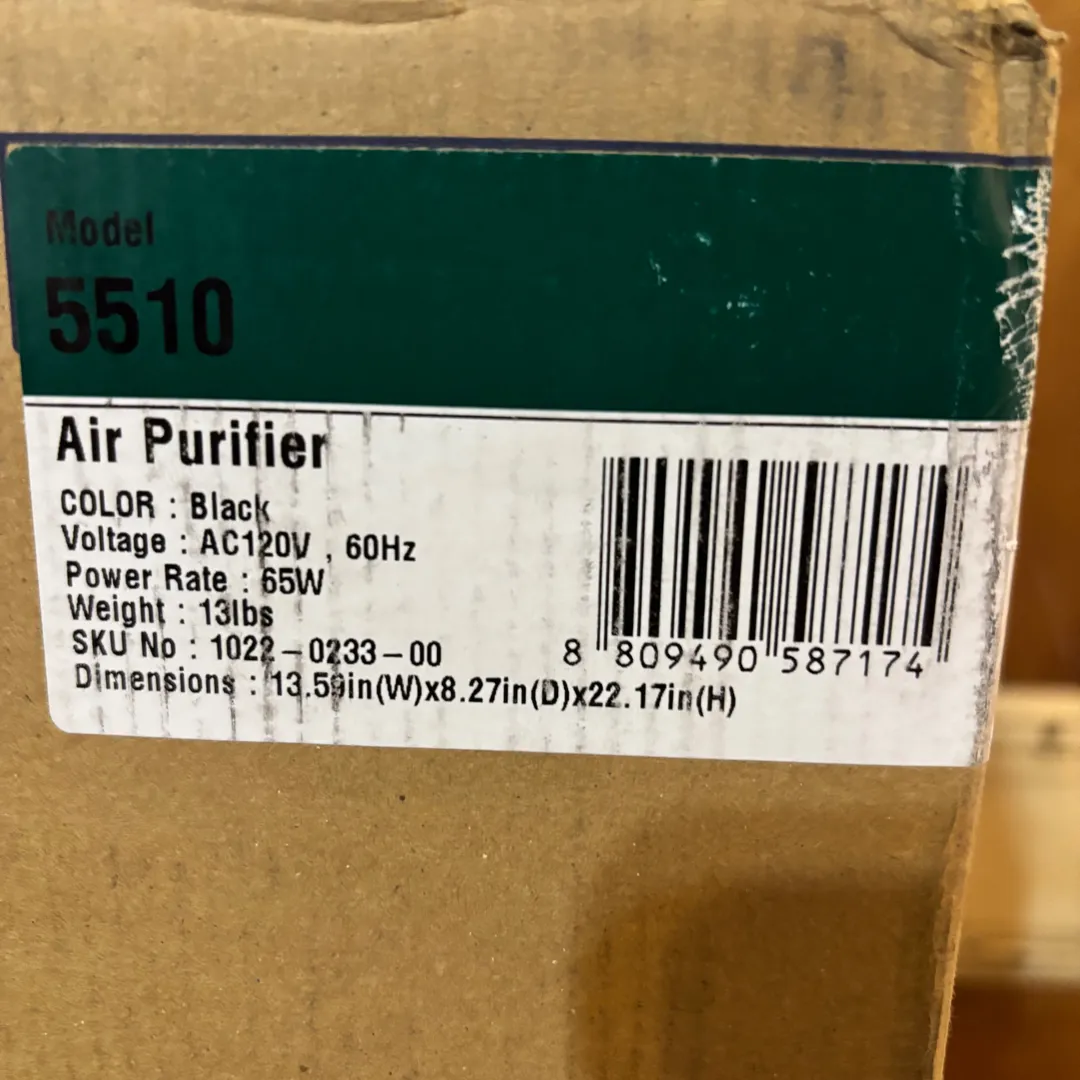 Model
5510
Air Purifier
COLOR : Black
Voltage : AC120V , 60Hz
Power Rate : 65W
Weight : 13lbs
SKU No : 1022-0233-00
Dimensions : 13.59in(W)x8.27in(D)x22.17in(H)
8 809490 587174